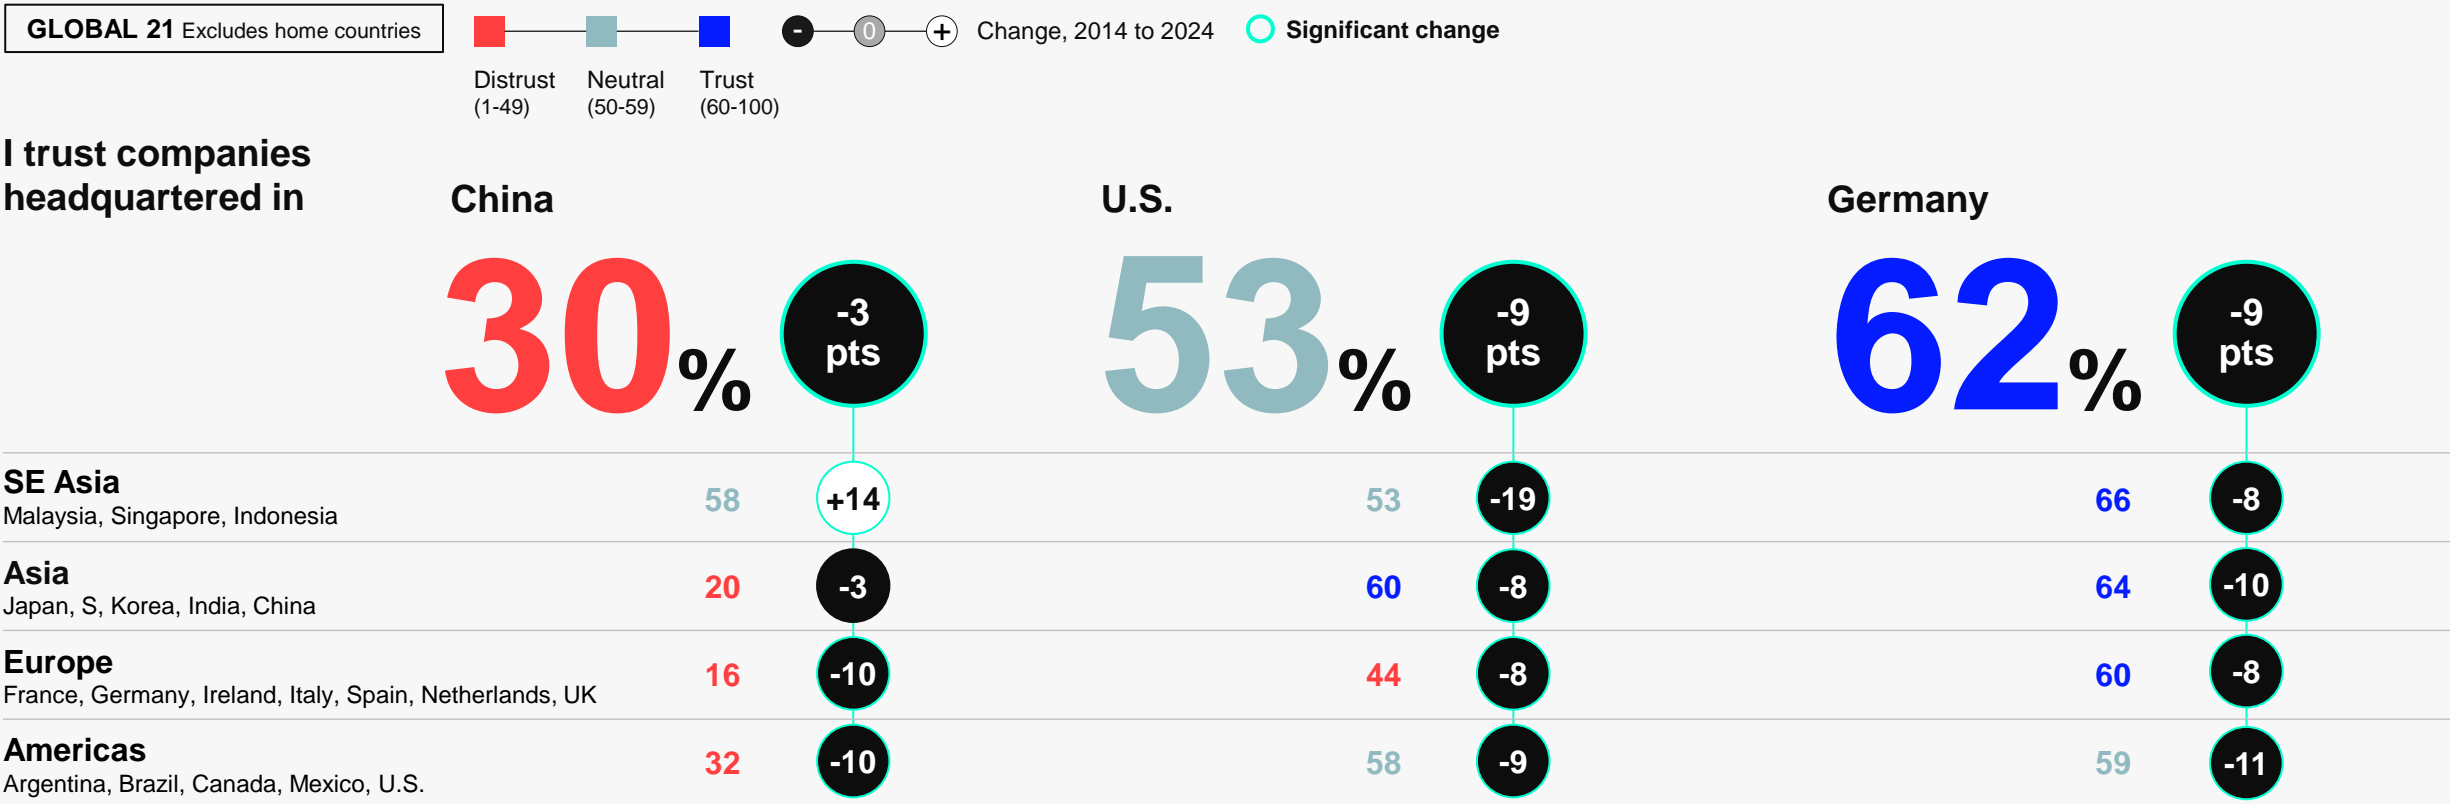 GLOBAL 21 Excludes home countries
- 0 + Change, 2014 to 2024
Significant change
Distrust Neutral Trust
(1-49) (50-59) (60-100)
I trust companies
headquartered in
China U.S. Germany
30% -3 pts 53% -9 pts 62% -9 pts
SE Asia
Malaysia, Singapore, Indonesia
58 +14 53 -19 66 -8
Asia
Japan, S, Korea, India, China
20 -3 60 -8 64 -10
Europe
France, Germany, Ireland, Italy, Spain, Netherlands, UK
16 -10 44 -8 60 -8
Americas
Argentina, Brazil, Canada, Mexico, U.S.
32 -10 58 -9 59 -11